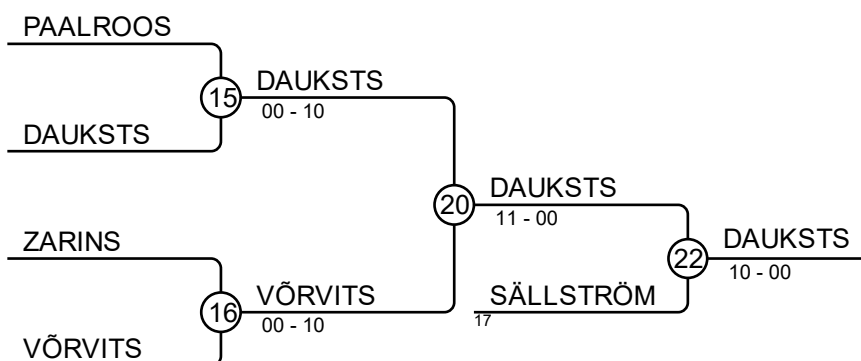 PAALROOS
15
DAUKSTS
00 - 10
DAUKSTS
20
DAUKSTS
11 - 00
ZARINS
22
DAUKSTS
10 - 00
16
VÕRVITS
00 - 10
SÄLLSTRÖM
17
VÕRVITS